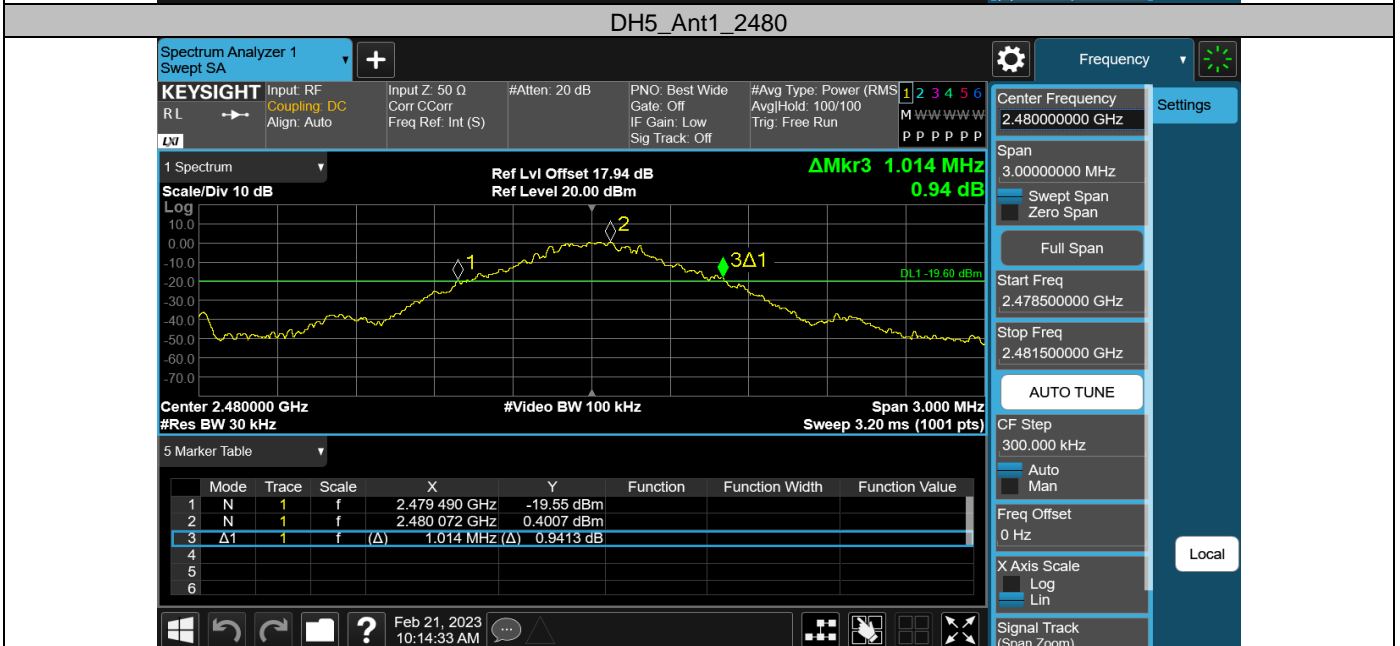 DH5_Ant1_2480
Spectrum Analyzer 1
Swept SA
Frequency
KEYSIGHT
RL
LXI
Input: RF
Coupling: DC
Align: Auto
Input Z: 50 Ω
Corr CCorr
Freq Ref: Int (S)
#Atten: 20 dB
PNO: Best Wide
Gate: Off
IF Gain: Low
Sig Track: Off
#Avg Type: Power (RMS
Avg|Hold: 100/100
Trig: Free Run
1 2 3 4 5 6
M W W W W W
P P P P P P
1 Spectrum
Scale/Div 10 dB
Ref Lvl Offset 17.94 dB
Ref Level 20.00 dBm
ΔMkr3 1.014 MHz
0.94 dB
Log
10.0
0.00
-10.0
-20.0
-30.0
-40.0
-50.0
-60.0
-70.0
1
2
3Δ1
DL1 -19.60 dBm
Center 2.480000 GHz
#Video BW 100 kHz
Span 3.000 MHz
#Res BW 30 kHz
Sweep 3.20 ms (1001 pts)
5 Marker Table
Mode Trace Scale X Y Function Function Width Function Value
1 N 1 f 2.479 490 GHz -19.55 dBm
2 N 1 f 2.480 072 GHz 0.4007 dBm
3 Δ1 1 f (Δ) 1.014 MHz (Δ) 0.9413 dB
4
5
6
Feb 21, 2023
10:14:33 AM
Center Frequency
2.480000000 GHz
Settings
Span
3.00000000 MHz
Swept Span
Zero Span
Full Span
Start Freq
2.478500000 GHz
Stop Freq
2.481500000 GHz
AUTO TUNE
CF Step
300.000 kHz
Auto
Man
Freq Offset
0 Hz
Local
X Axis Scale
Log
Lin
Signal Track
(Span Zoom)